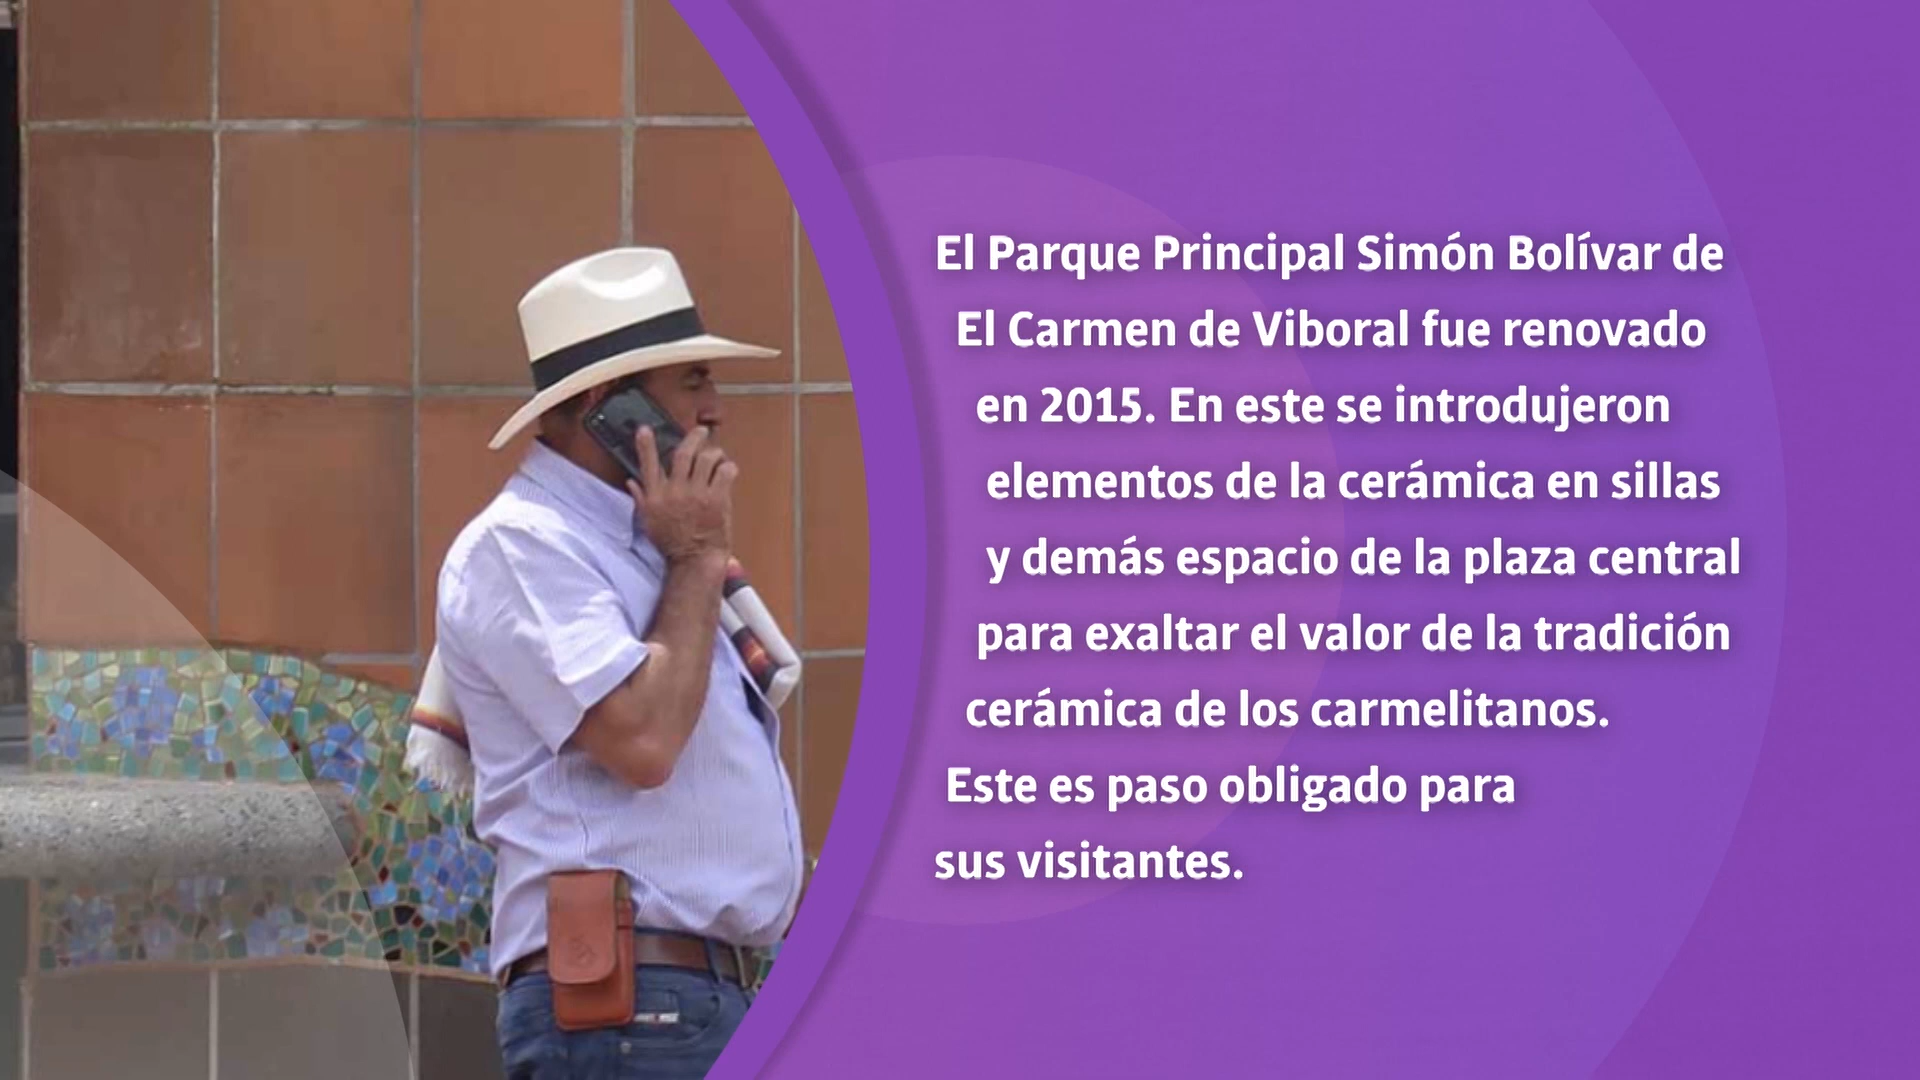 El Parque Principal Simón Bolívar de
El Carmen de Viboral fue renovado
en 2015. En este se introdujeron
elementos de la cerámica en sillas
y demás espacio de la plaza central
para exaltar el valor de la tradición
cerámica de los carmelitanos.
Este es paso obligado para
sus visitantes.